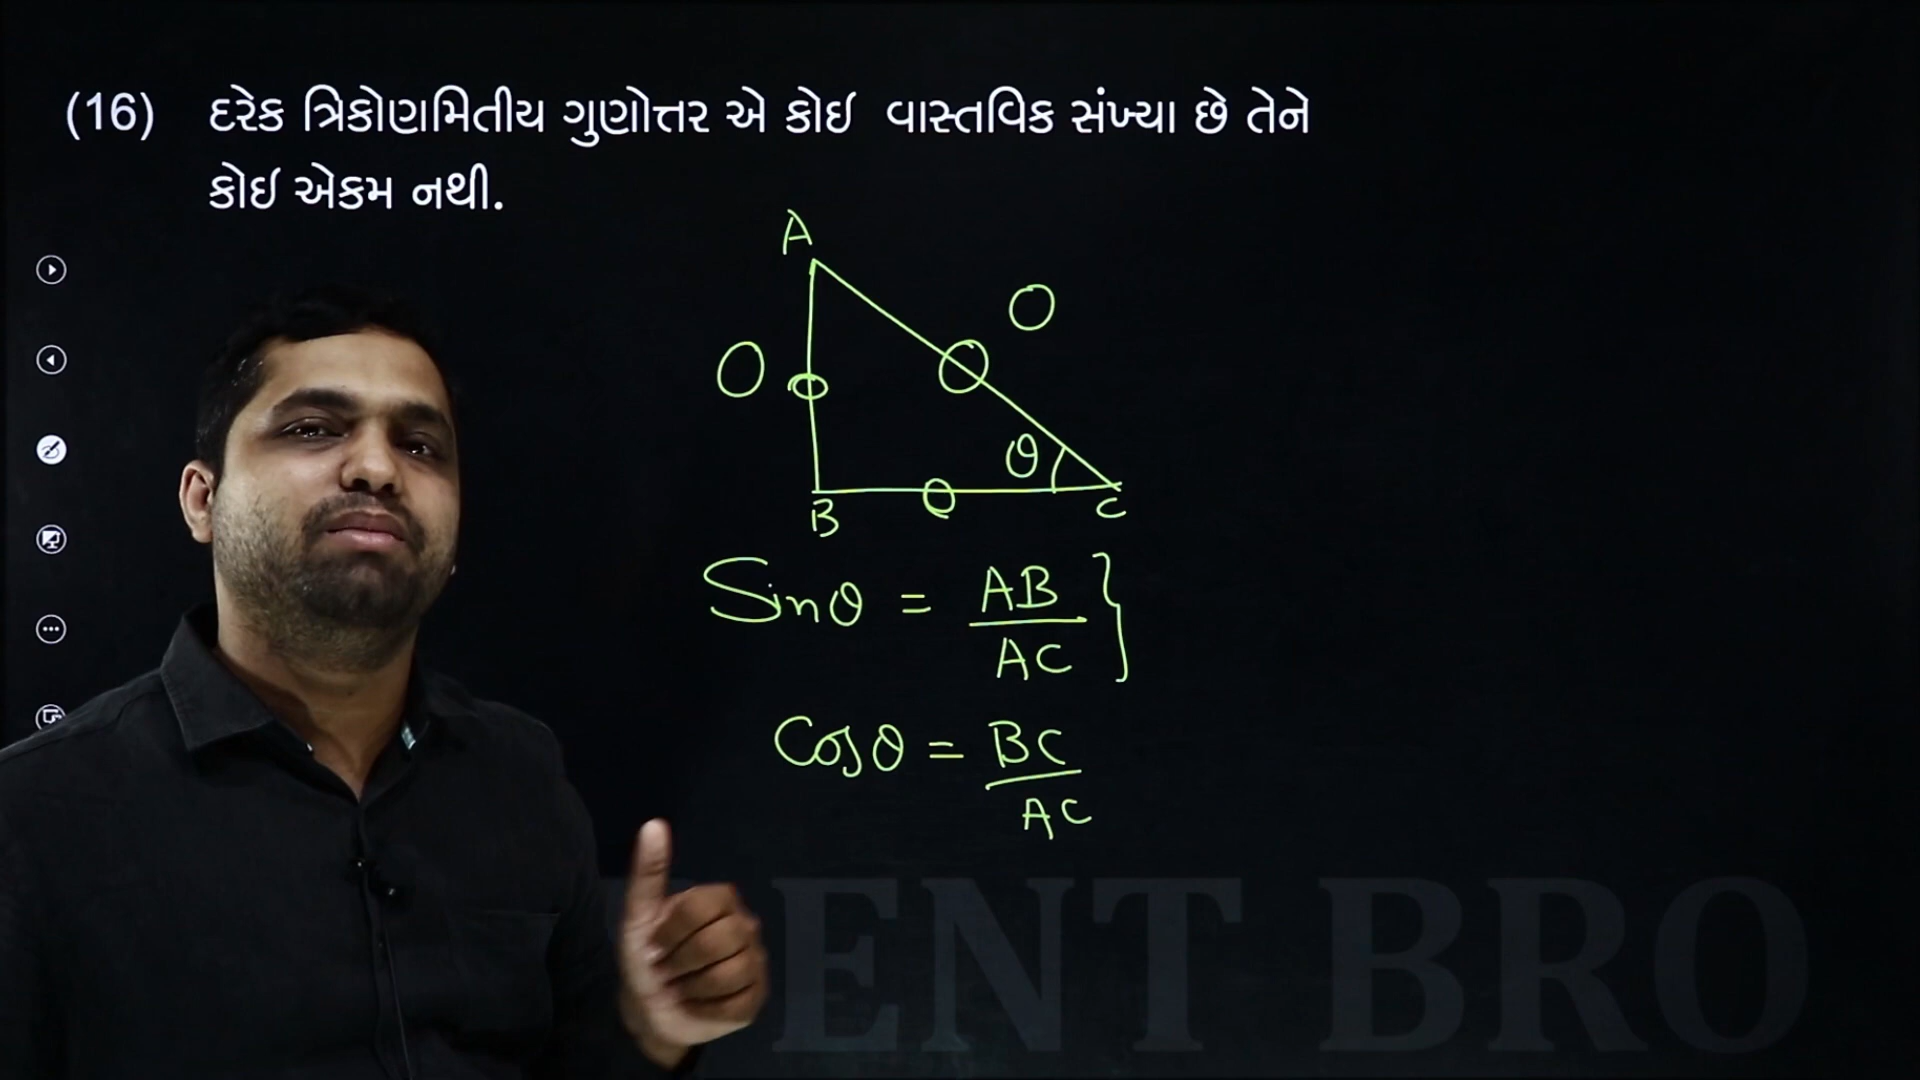 (16) દરેક ત્રિકોણમિતીય ગુણોત્તર એ કોઈ વાસ્તવિક સંખ્યા છે તેને
કોઈ એકમ નથી.
A
O
O
θ
B
C
Sinθ = AB/AC }
Cosθ = BC/AC
ENT BRO